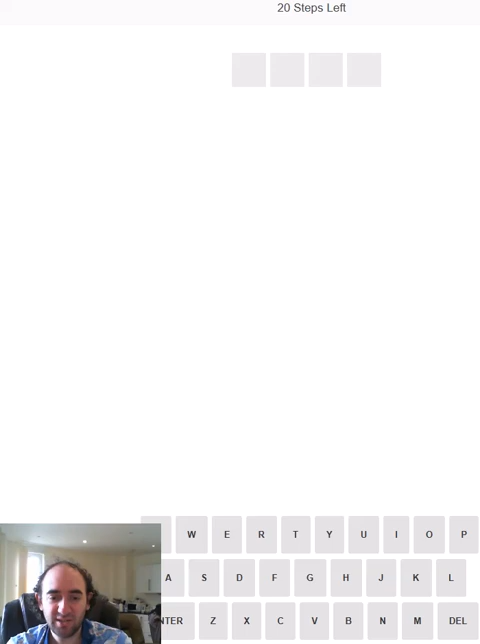 20 Steps Left
W E R T Y U I O P
A S D F G H J K L
NTER Z X C V B N M DEL